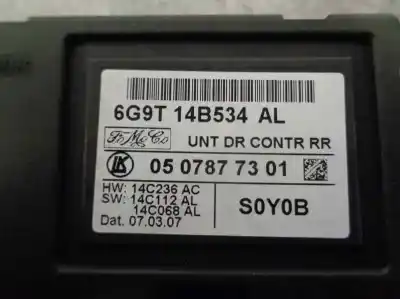 6G9T 14B534 AL
FoMoCo
UNT DR CONTR RR
LK
05 0787 73 01
HW: 14C236 AC
SW: 14C112 AL
14C068 AL
Dat. 07.03.07
S0Y0B